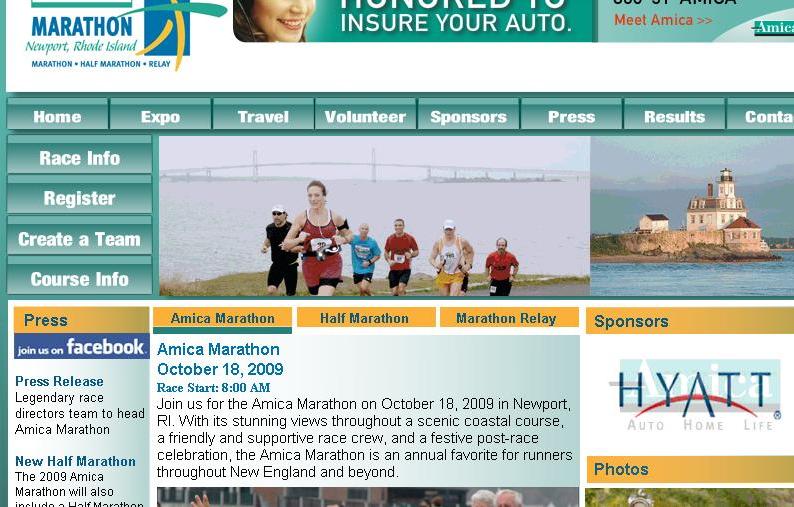 MARATHON
Newport, Rhode Island
MARATHON • HALF MARATHON • RELAY
HONORED TO
INSURE YOUR AUTO.
Meet Amica >>
Amica
Home
Expo
Travel
Volunteer
Sponsors
Press
Results
Conta
Race Info
Register
Create a Team
Course Info
Press
join us on facebook.
Press Release
Legendary race
directors team to head
Amica Marathon
New Half Marathon
The 2009 Amica
Marathon will also
include a Half Marathon
Amica Marathon
Half Marathon
Marathon Relay
Amica Marathon
October 18, 2009
Race Start: 8:00 AM
Join us for the Amica Marathon on October 18, 2009 in Newport,
RI. With its stunning views throughout a scenic coastal course,
a friendly and supportive race crew, and a festive post-race
celebration, the Amica Marathon is an annual favorite for runners
throughout New England and beyond.
Sponsors
Amica
HYATT®
AUTO HOME LIFE
Photos